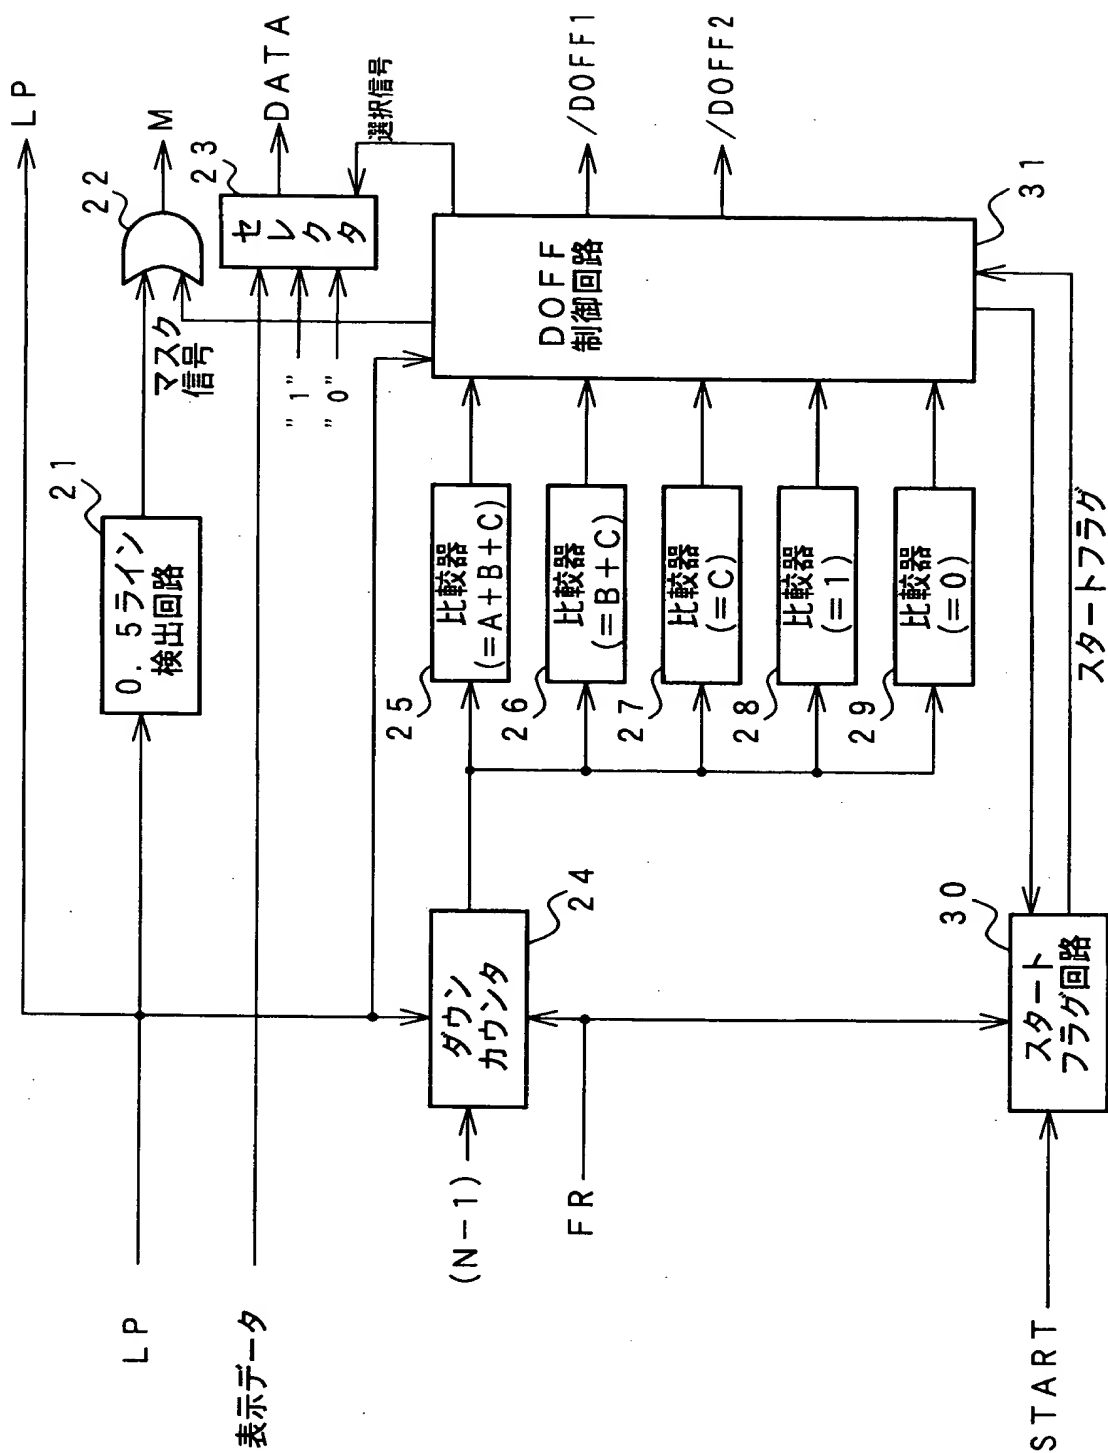 LP
表示データ
LP
21
0.5ライン
検出回路
マスク
信号
22
M
23
セレクタ
DATA
"1"
"0"
選択信号
(N-1)
FR
ダウン
カウンタ
24
25
比較器
(=A+B+C)
26
比較器
(=B+C)
27
比較器
(=C)
28
比較器
(=1)
29
比較器
(=0)
DOFF
制御回路
31
/DOFF1
/DOFF2
START
スタート
フラグ回路
30
スタートフラグ